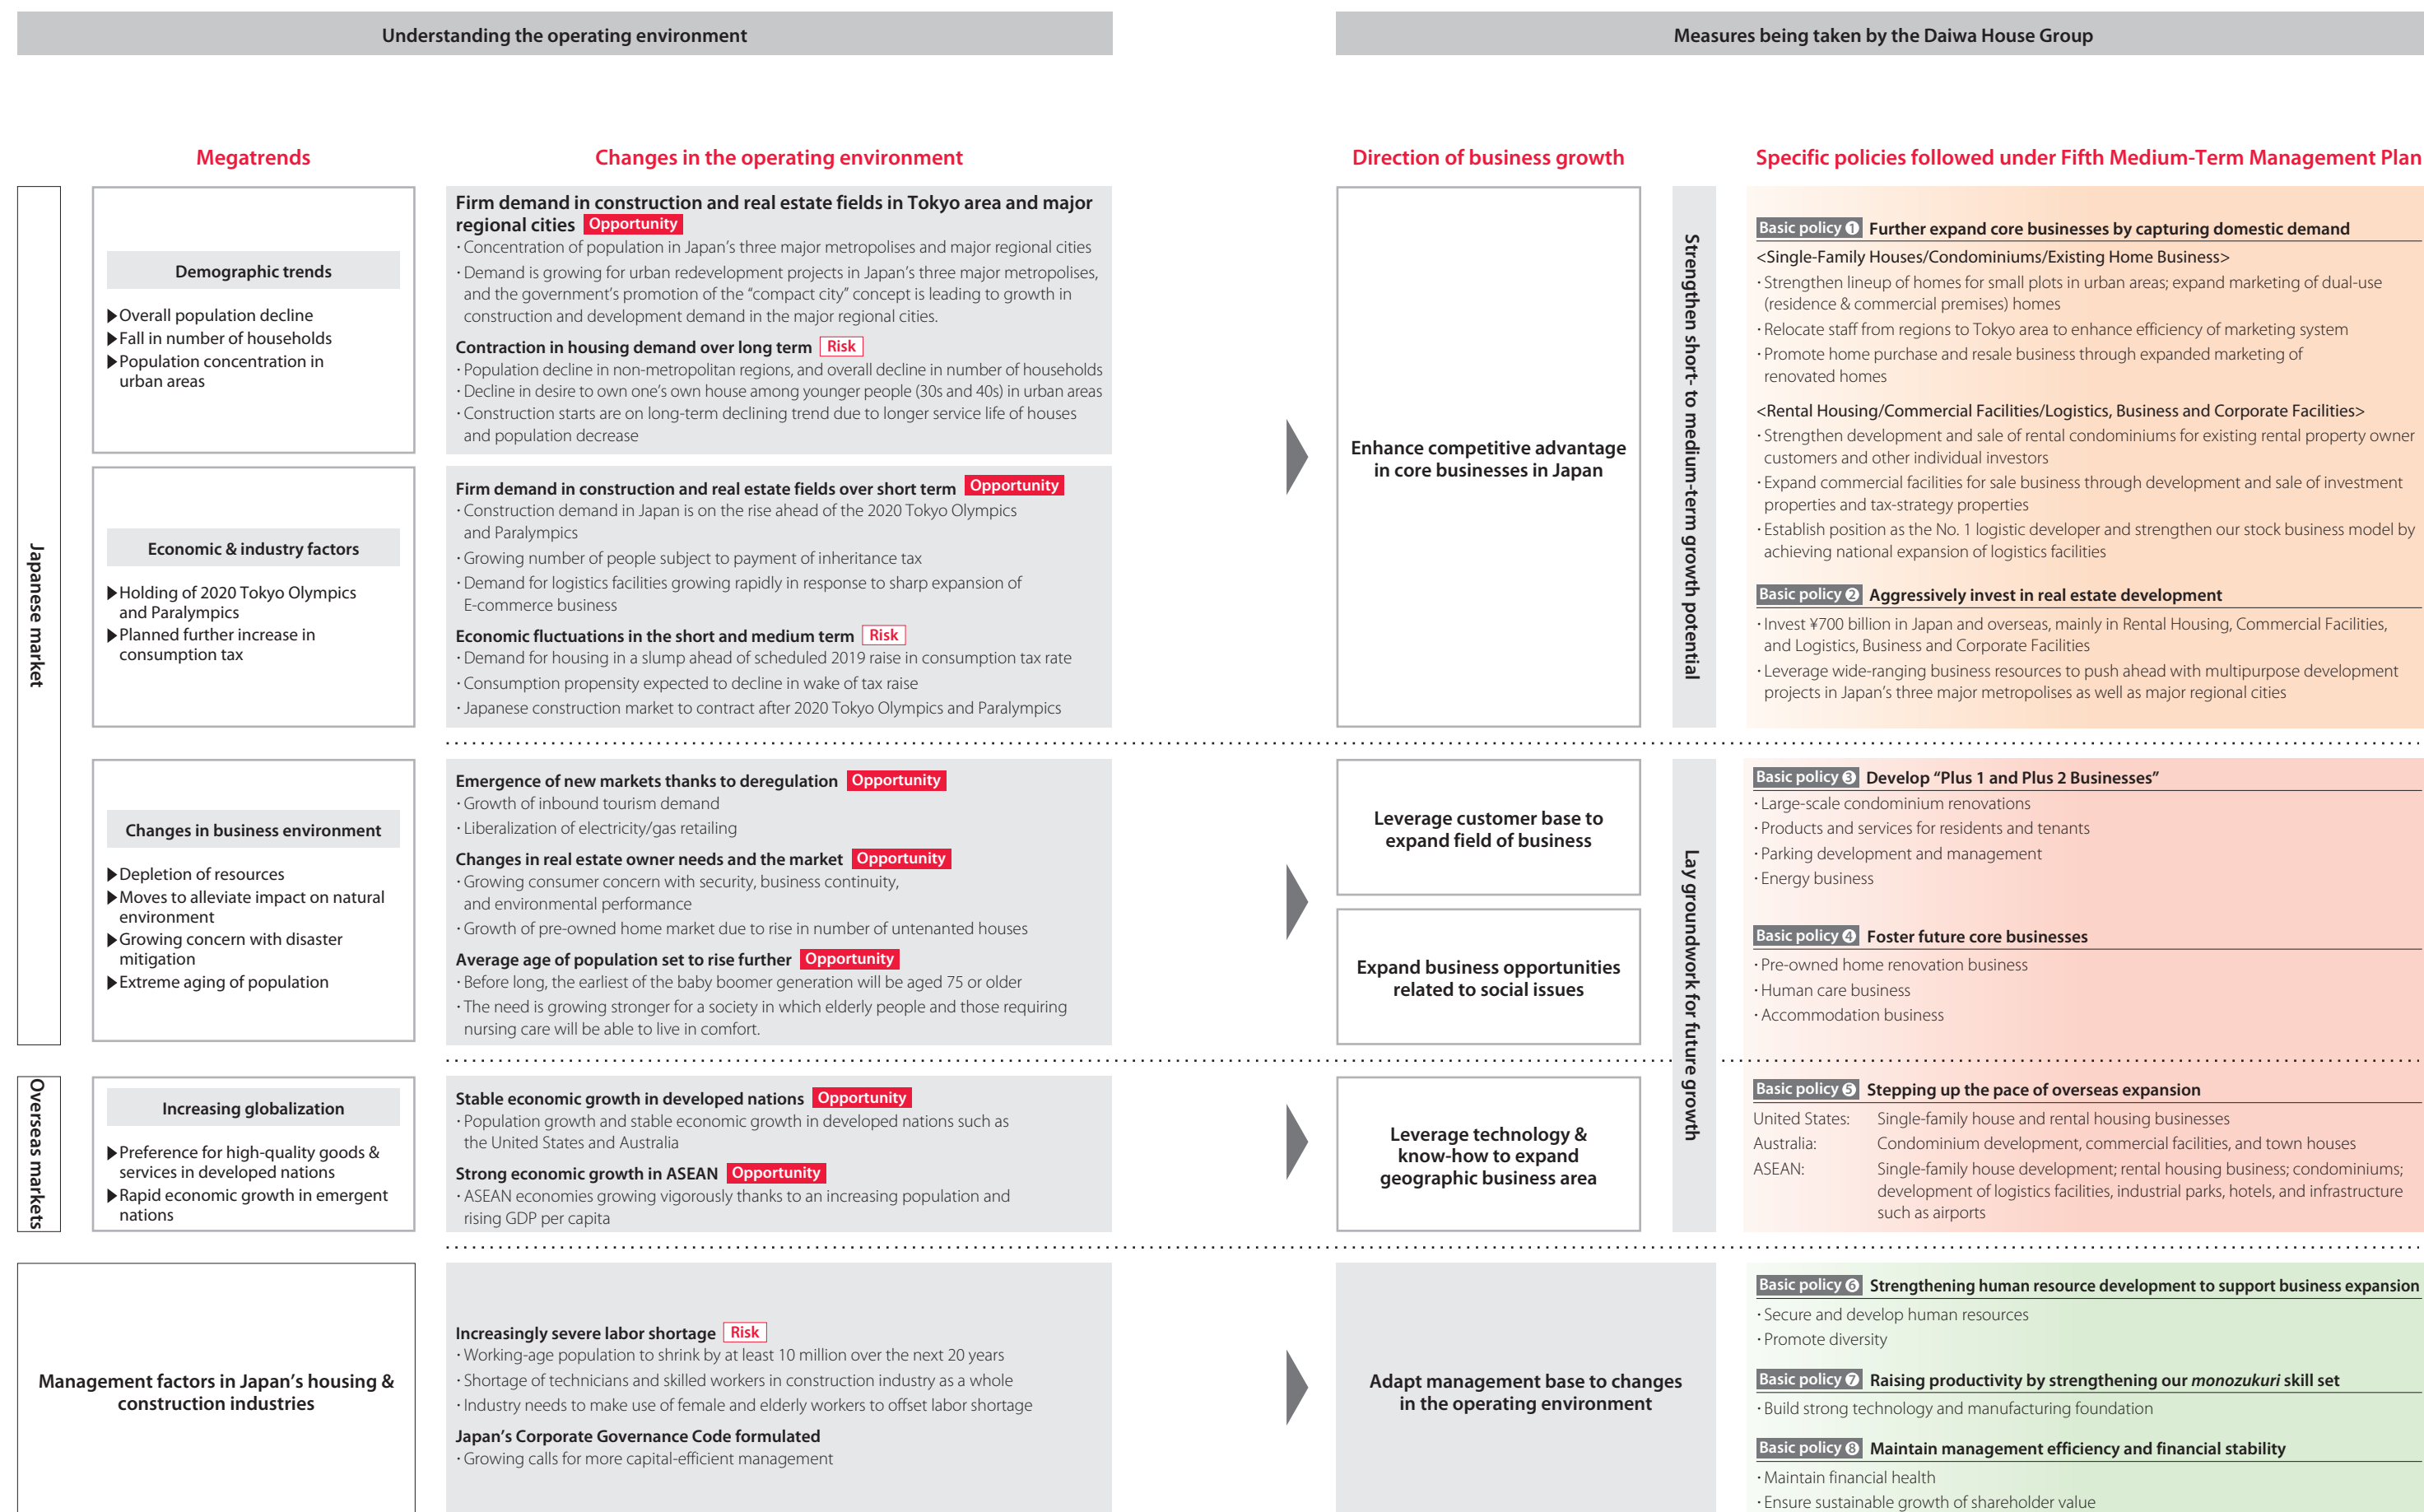 Understanding the operating environment
Measures being taken by the Daiwa House Group
Megatrends
Changes in the operating environment
Direction of business growth
Specific policies followed under Fifth Medium-Term Management Plan
Japanese market
Demographic trends
▶Overall population decline
▶Fall in number of households
▶Population concentration in
urban areas
Firm demand in construction and real estate fields in Tokyo area and major
regional cities Opportunity
・Concentration of population in Japan’s three major metropolises and major regional cities
・Demand is growing for urban redevelopment projects in Japan’s three major metropolises,
and the government’s promotion of the “compact city” concept is leading to growth in
construction and development demand in the major regional cities.
Contraction in housing demand over long term Risk
・Population decline in non-metropolitan regions, and overall decline in number of households
・Decline in desire to own one’s own house among younger people (30s and 40s) in urban areas
・Construction starts are on long-term declining trend due to longer service life of houses
and population decrease
Economic & industry factors
▶Holding of 2020 Tokyo Olympics
and Paralympics
▶Planned further increase in
consumption tax
Firm demand in construction and real estate fields over short term Opportunity
・Construction demand in Japan is on the rise ahead of the 2020 Tokyo Olympics
and Paralympics
・Growing number of people subject to payment of inheritance tax
・Demand for logistics facilities growing rapidly in response to sharp expansion of
E-commerce business
Economic fluctuations in the short and medium term Risk
・Demand for housing in a slump ahead of scheduled 2019 raise in consumption tax rate
・Consumption propensity expected to decline in wake of tax raise
・Japanese construction market to contract after 2020 Tokyo Olympics and Paralympics
Enhance competitive advantage
in core businesses in Japan
Strengthen short- to medium-term growth potential
Basic policy ❶ Further expand core businesses by capturing domestic demand
<Single-Family Houses/Condominiums/Existing Home Business>
・Strengthen lineup of homes for small plots in urban areas; expand marketing of dual-use
(residence & commercial premises) homes
・Relocate staff from regions to Tokyo area to enhance efficiency of marketing system
・Promote home purchase and resale business through expanded marketing of
renovated homes
<Rental Housing/Commercial Facilities/Logistics, Business and Corporate Facilities>
・Strengthen development and sale of rental condominiums for existing rental property owner
customers and other individual investors
・Expand commercial facilities for sale business through development and sale of investment
properties and tax-strategy properties
・Establish position as the No. 1 logistic developer and strengthen our stock business model by
achieving national expansion of logistics facilities
Basic policy ❷ Aggressively invest in real estate development
・Invest ¥700 billion in Japan and overseas, mainly in Rental Housing, Commercial Facilities,
and Logistics, Business and Corporate Facilities
・Leverage wide-ranging business resources to push ahead with multipurpose development
projects in Japan’s three major metropolises as well as major regional cities
Changes in business environment
▶Depletion of resources
▶Moves to alleviate impact on natural
environment
▶Growing concern with disaster
mitigation
▶Extreme aging of population
Emergence of new markets thanks to deregulation Opportunity
・Growth of inbound tourism demand
・Liberalization of electricity/gas retailing
Changes in real estate owner needs and the market Opportunity
・Growing consumer concern with security, business continuity,
and environmental performance
・Growth of pre-owned home market due to rise in number of untenanted houses
Average age of population set to rise further Opportunity
・Before long, the earliest of the baby boomer generation will be aged 75 or older
・The need is growing stronger for a society in which elderly people and those requiring
nursing care will be able to live in comfort.
Leverage customer base to
expand field of business
Expand business opportunities
related to social issues
Lay groundwork for future growth
Basic policy ❸ Develop “Plus 1 and Plus 2 Businesses”
・Large-scale condominium renovations
・Products and services for residents and tenants
・Parking development and management
・Energy business
Basic policy ❹ Foster future core businesses
・Pre-owned home renovation business
・Human care business
・Accommodation business
Overseas markets
Increasing globalization
▶Preference for high-quality goods &
services in developed nations
▶Rapid economic growth in emergent
nations
Stable economic growth in developed nations Opportunity
・Population growth and stable economic growth in developed nations such as
the United States and Australia
Strong economic growth in ASEAN Opportunity
・ASEAN economies growing vigorously thanks to an increasing population and
rising GDP per capita
Leverage technology &
know-how to expand
geographic business area
Basic policy ❺ Stepping up the pace of overseas expansion
United States: Single-family house and rental housing businesses
Australia: Condominium development, commercial facilities, and town houses
ASEAN: Single-family house development; rental housing business; condominiums;
development of logistics facilities, industrial parks, hotels, and infrastructure
such as airports
Management factors in Japan’s housing &
construction industries
Increasingly severe labor shortage Risk
・Working-age population to shrink by at least 10 million over the next 20 years
・Shortage of technicians and skilled workers in construction industry as a whole
・Industry needs to make use of female and elderly workers to offset labor shortage
Japan’s Corporate Governance Code formulated
・Growing calls for more capital-efficient management
Adapt management base to changes
in the operating environment
Basic policy ❻ Strengthening human resource development to support business expansion
・Secure and develop human resources
・Promote diversity
Basic policy ❼ Raising productivity by strengthening our monozukuri skill set
・Build strong technology and manufacturing foundation
Basic policy ❽ Maintain management efficiency and financial stability
・Maintain financial health
・Ensure sustainable growth of shareholder value